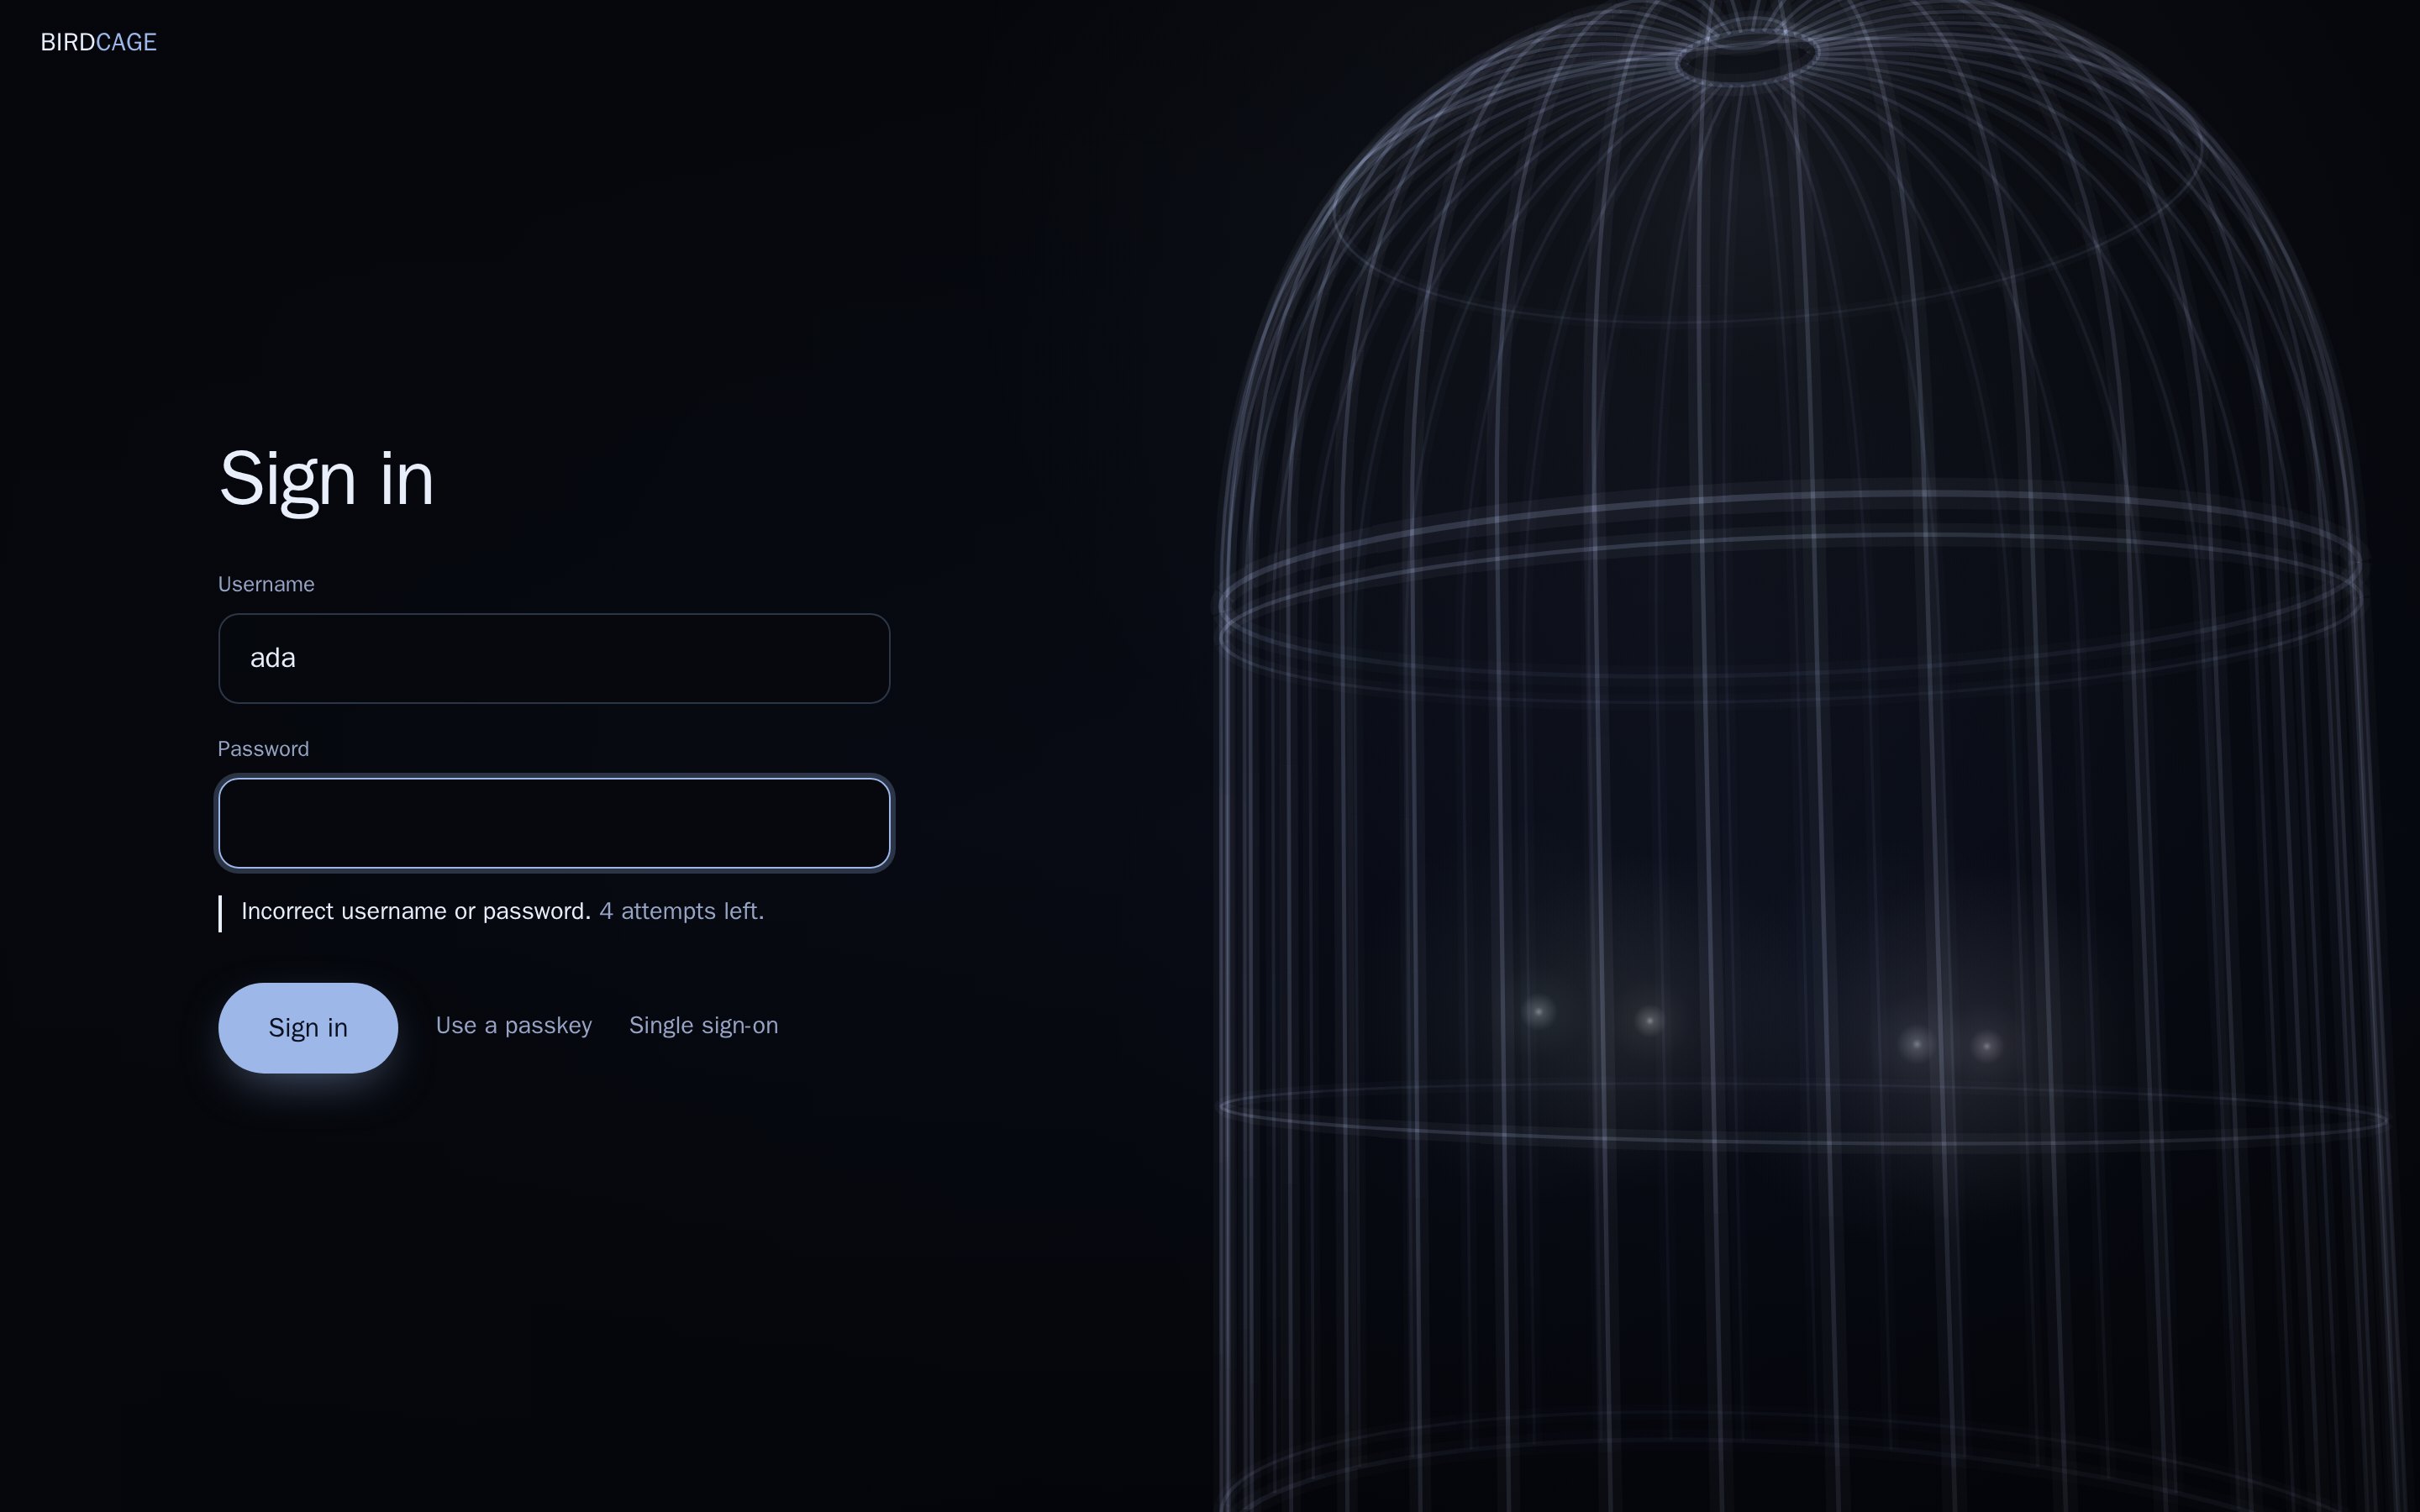 BIRDCAGE
Sign in
Username
ada
Password
Incorrect username or password. 4 attempts left.
Sign in Use a passkey Single sign-on